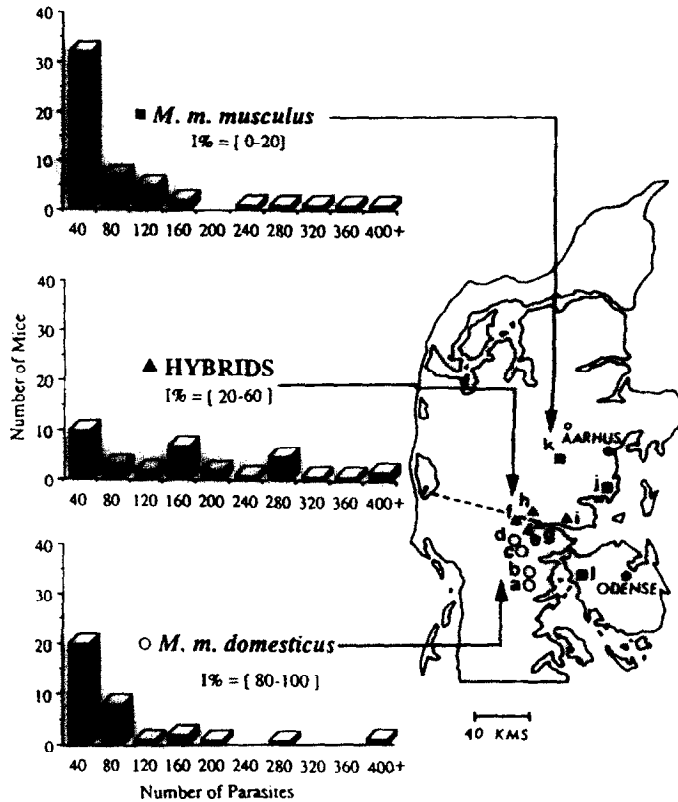 40
30
20
10
0
■ M. m. musculus
I% = [ 0-20]
40 80 120 160 200 240 280 320 360 400+
Number of Mice
40
30
20
10
0
▲ HYBRIDS
I% = [ 20-60 ]
40 80 120 160 200 240 280 320 360 400+
40
30
20
10
0
○ M. m. domesticus
I% = [ 80-100 ]
40 80 120 160 200 240 280 320 360 400+
Number of Parasites
k
AARHUS
j
h
f
i
d
e
g
c
b
a
l
ODENSE
40 KMS